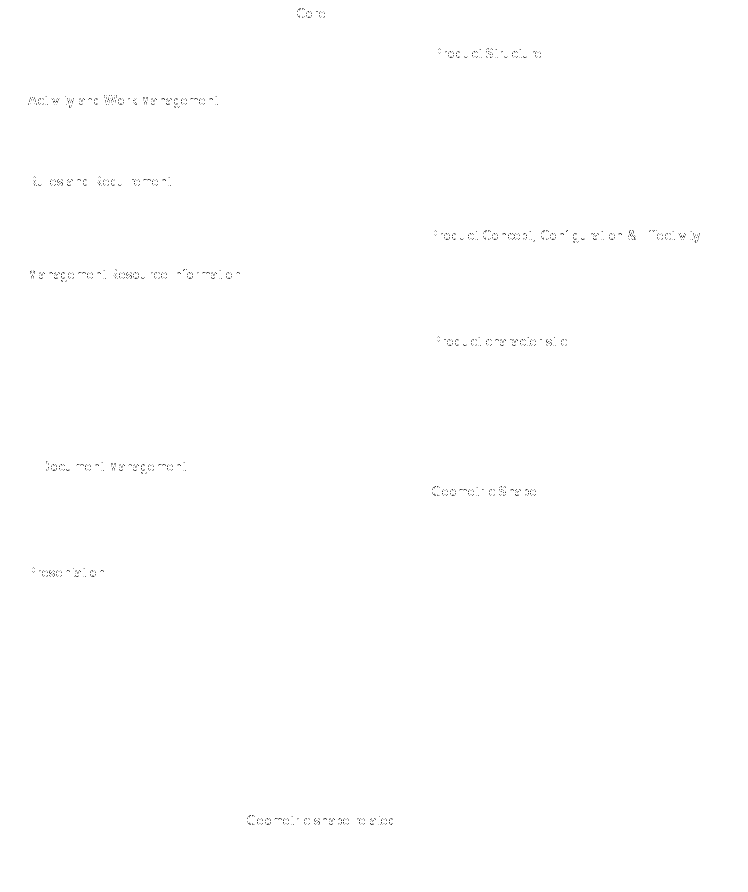 Core
Product Structure
Activity and Work Management
Rules and Requirement
Product Concept, Configuration & Effectivity
Management Resource Information
Product characteristic
Document Management
Geometric Shape
Presentation
Geometric shape related